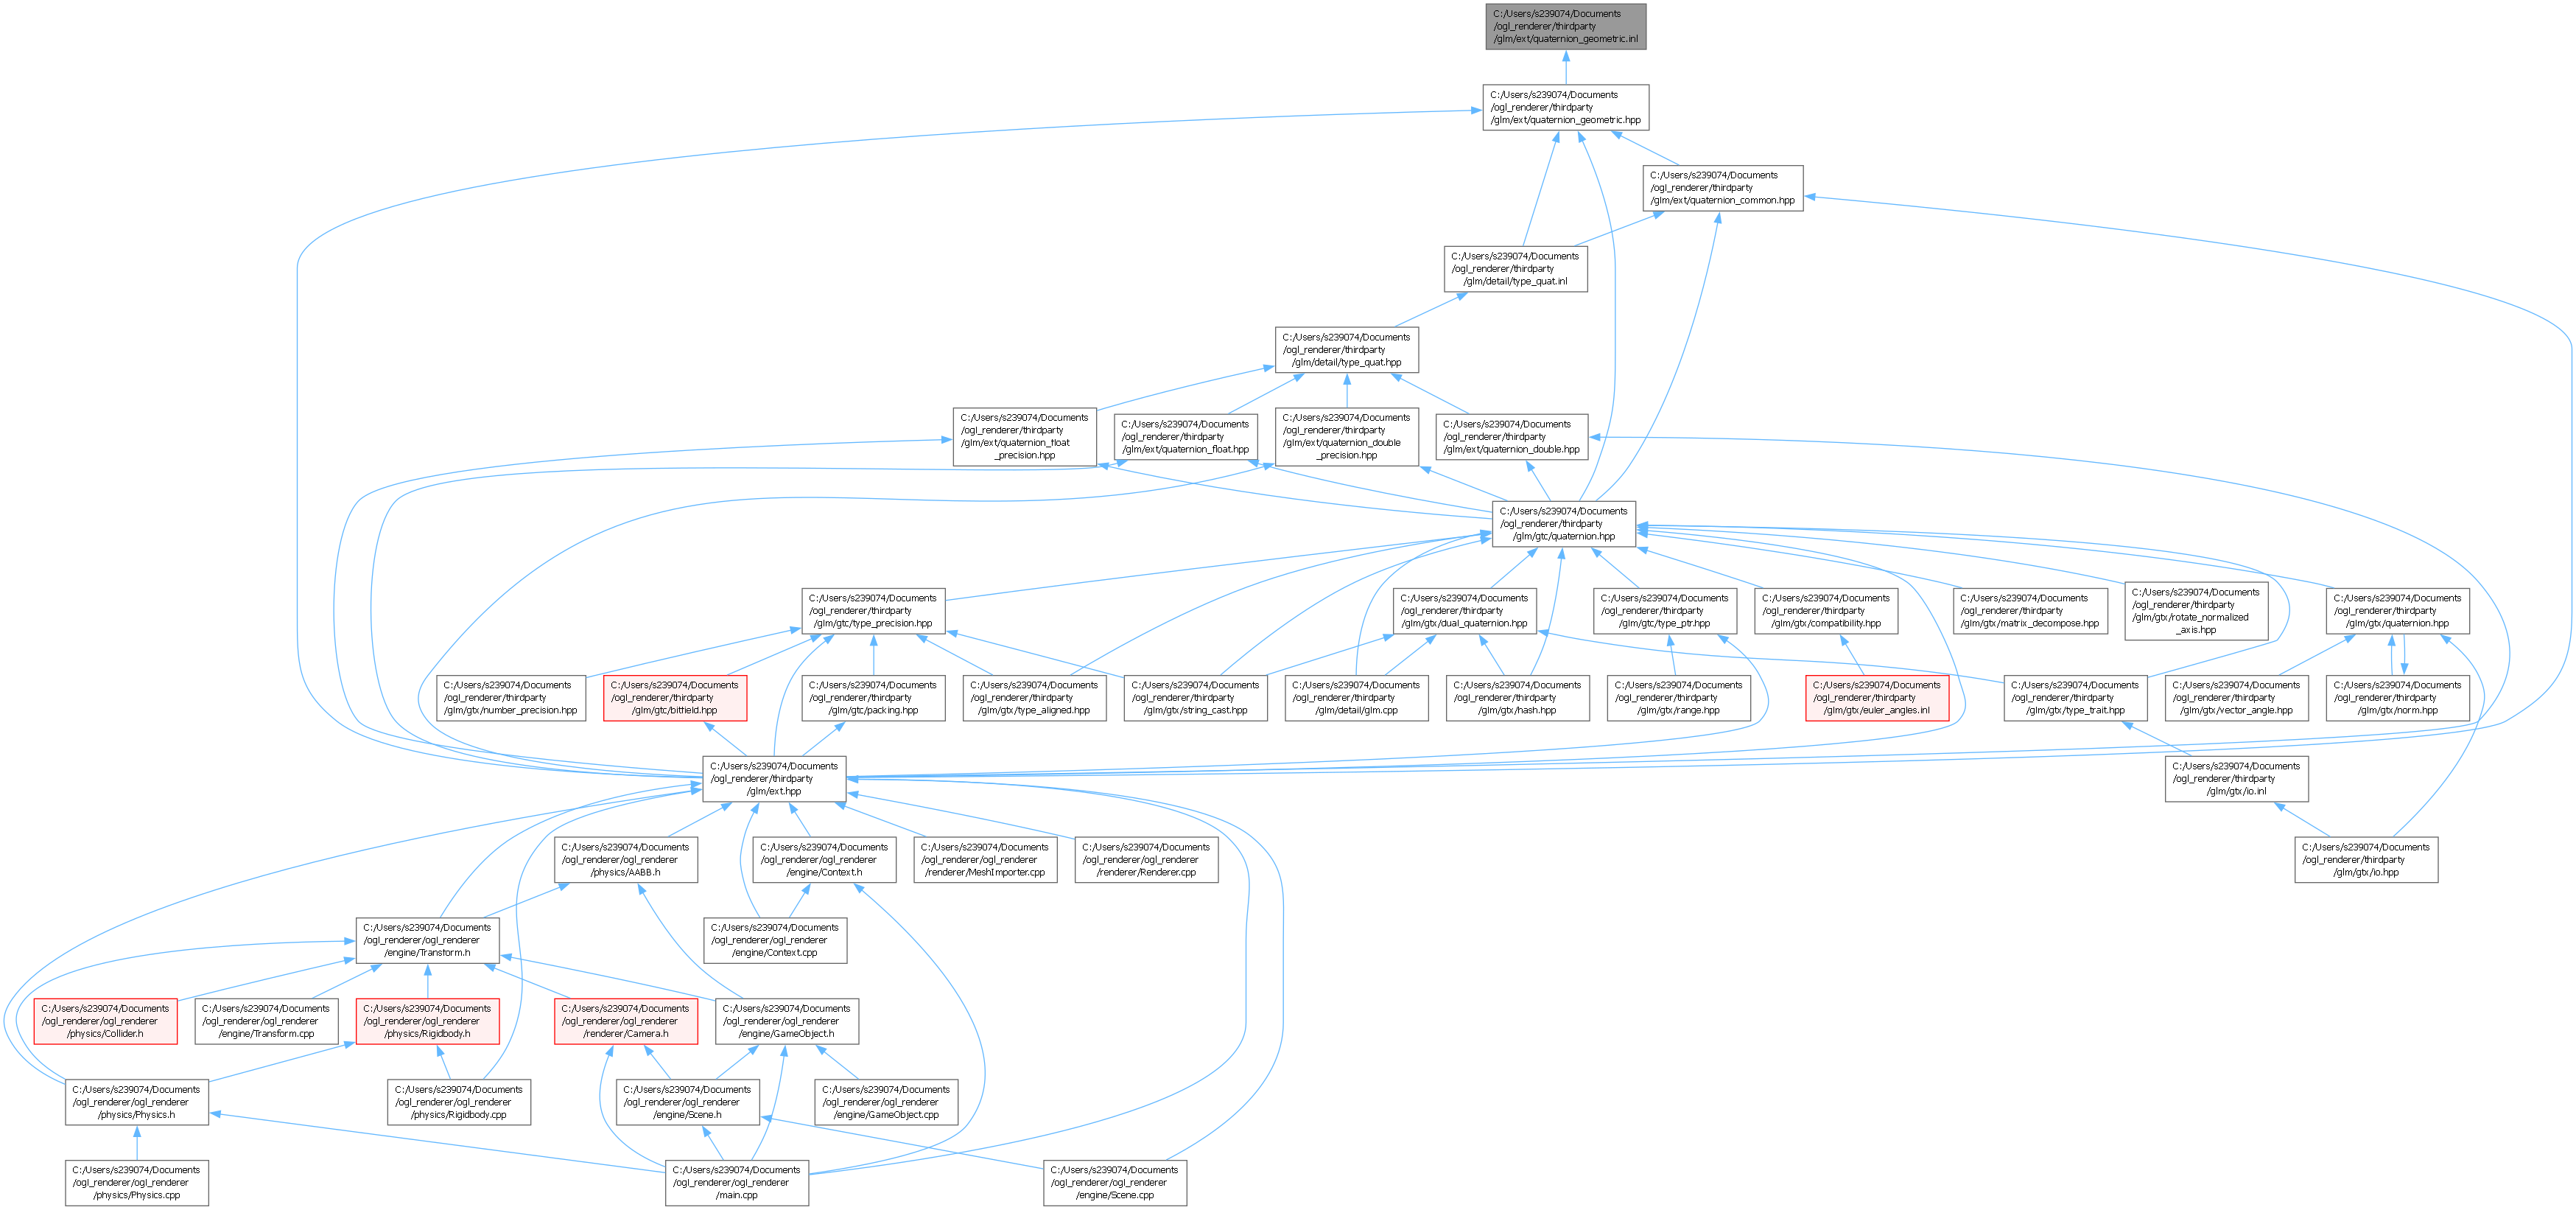 C:/Users/s239074/Documents
/ogl_renderer/thirdparty
/glm/ext/quaternion_geometric.inl
C:/Users/s239074/Documents
/ogl_renderer/thirdparty
/glm/ext/quaternion_geometric.hpp
C:/Users/s239074/Documents
/ogl_renderer/thirdparty
/glm/ext/quaternion_common.hpp
C:/Users/s239074/Documents
/ogl_renderer/thirdparty
/glm/detail/type_quat.inl
C:/Users/s239074/Documents
/ogl_renderer/thirdparty
/glm/detail/type_quat.hpp
C:/Users/s239074/Documents
/ogl_renderer/thirdparty
/glm/ext/quaternion_float
_precision.hpp
C:/Users/s239074/Documents
/ogl_renderer/thirdparty
/glm/ext/quaternion_float.hpp
C:/Users/s239074/Documents
/ogl_renderer/thirdparty
/glm/ext/quaternion_double
_precision.hpp
C:/Users/s239074/Documents
/ogl_renderer/thirdparty
/glm/ext/quaternion_double.hpp
C:/Users/s239074/Documents
/ogl_renderer/thirdparty
/glm/gtc/quaternion.hpp
C:/Users/s239074/Documents
/ogl_renderer/thirdparty
/glm/gtc/type_precision.hpp
C:/Users/s239074/Documents
/ogl_renderer/thirdparty
/glm/gtx/dual_quaternion.hpp
C:/Users/s239074/Documents
/ogl_renderer/thirdparty
/glm/gtc/type_ptr.hpp
C:/Users/s239074/Documents
/ogl_renderer/thirdparty
/glm/gtx/compatibility.hpp
C:/Users/s239074/Documents
/ogl_renderer/thirdparty
/glm/gtx/matrix_decompose.hpp
C:/Users/s239074/Documents
/ogl_renderer/thirdparty
/glm/gtx/rotate_normalized
_axis.hpp
C:/Users/s239074/Documents
/ogl_renderer/thirdparty
/glm/gtx/quaternion.hpp
C:/Users/s239074/Documents
/ogl_renderer/thirdparty
/glm/gtx/number_precision.hpp
C:/Users/s239074/Documents
/ogl_renderer/thirdparty
/glm/gtc/bitfield.hpp
C:/Users/s239074/Documents
/ogl_renderer/thirdparty
/glm/gtc/packing.hpp
C:/Users/s239074/Documents
/ogl_renderer/thirdparty
/glm/gtx/type_aligned.hpp
C:/Users/s239074/Documents
/ogl_renderer/thirdparty
/glm/gtx/string_cast.hpp
C:/Users/s239074/Documents
/ogl_renderer/thirdparty
/glm/detail/glm.cpp
C:/Users/s239074/Documents
/ogl_renderer/thirdparty
/glm/gtx/hash.hpp
C:/Users/s239074/Documents
/ogl_renderer/thirdparty
/glm/gtx/range.hpp
C:/Users/s239074/Documents
/ogl_renderer/thirdparty
/glm/gtx/euler_angles.inl
C:/Users/s239074/Documents
/ogl_renderer/thirdparty
/glm/gtx/type_trait.hpp
C:/Users/s239074/Documents
/ogl_renderer/thirdparty
/glm/gtx/vector_angle.hpp
C:/Users/s239074/Documents
/ogl_renderer/thirdparty
/glm/gtx/norm.hpp
C:/Users/s239074/Documents
/ogl_renderer/thirdparty
/glm/ext.hpp
C:/Users/s239074/Documents
/ogl_renderer/thirdparty
/glm/gtx/io.inl
C:/Users/s239074/Documents
/ogl_renderer/ogl_renderer
/physics/AABB.h
C:/Users/s239074/Documents
/ogl_renderer/ogl_renderer
/engine/Context.h
C:/Users/s239074/Documents
/ogl_renderer/ogl_renderer
/renderer/MeshImporter.cpp
C:/Users/s239074/Documents
/ogl_renderer/ogl_renderer
/renderer/Renderer.cpp
C:/Users/s239074/Documents
/ogl_renderer/thirdparty
/glm/gtx/io.hpp
C:/Users/s239074/Documents
/ogl_renderer/ogl_renderer
/engine/Transform.h
C:/Users/s239074/Documents
/ogl_renderer/ogl_renderer
/engine/Context.cpp
C:/Users/s239074/Documents
/ogl_renderer/ogl_renderer
/physics/Collider.h
C:/Users/s239074/Documents
/ogl_renderer/ogl_renderer
/engine/Transform.cpp
C:/Users/s239074/Documents
/ogl_renderer/ogl_renderer
/physics/Rigidbody.h
C:/Users/s239074/Documents
/ogl_renderer/ogl_renderer
/renderer/Camera.h
C:/Users/s239074/Documents
/ogl_renderer/ogl_renderer
/engine/GameObject.h
C:/Users/s239074/Documents
/ogl_renderer/ogl_renderer
/physics/Physics.h
C:/Users/s239074/Documents
/ogl_renderer/ogl_renderer
/physics/Rigidbody.cpp
C:/Users/s239074/Documents
/ogl_renderer/ogl_renderer
/engine/Scene.h
C:/Users/s239074/Documents
/ogl_renderer/ogl_renderer
/engine/GameObject.cpp
C:/Users/s239074/Documents
/ogl_renderer/ogl_renderer
/physics/Physics.cpp
C:/Users/s239074/Documents
/ogl_renderer/ogl_renderer
/main.cpp
C:/Users/s239074/Documents
/ogl_renderer/ogl_renderer
/engine/Scene.cpp